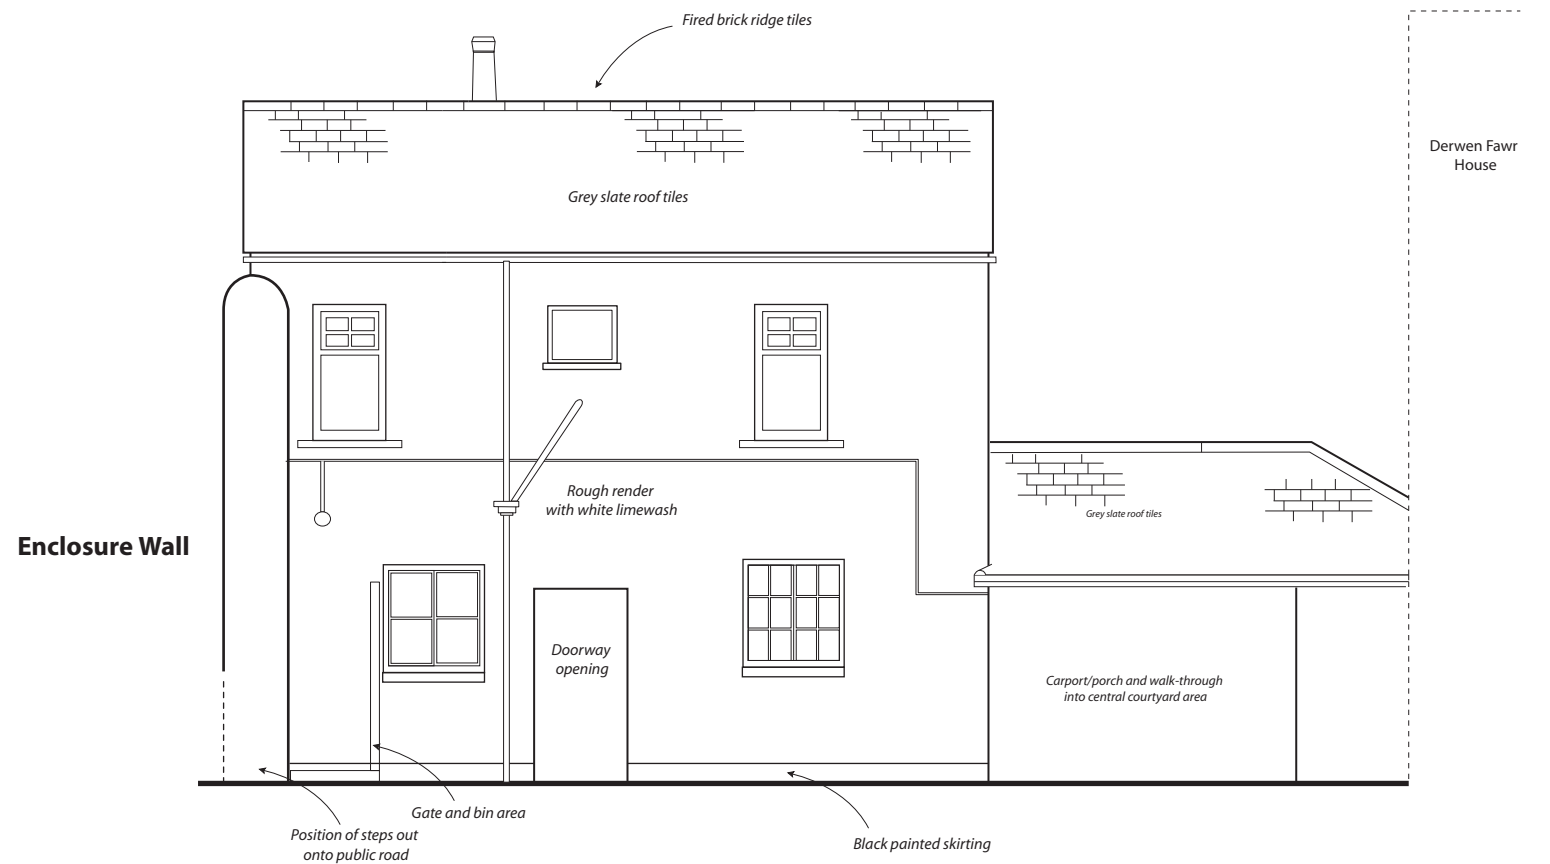 Fired brick ridge tiles
Derwen Fawr
House
Grey slate roof tiles
Rough render
with white limewash
Grey slate roof tiles
Enclosure Wall
Doorway
opening
Carport/porch and walk-through
into central courtyard area
Gate and bin area
Position of steps out
onto public road
Black painted skirting